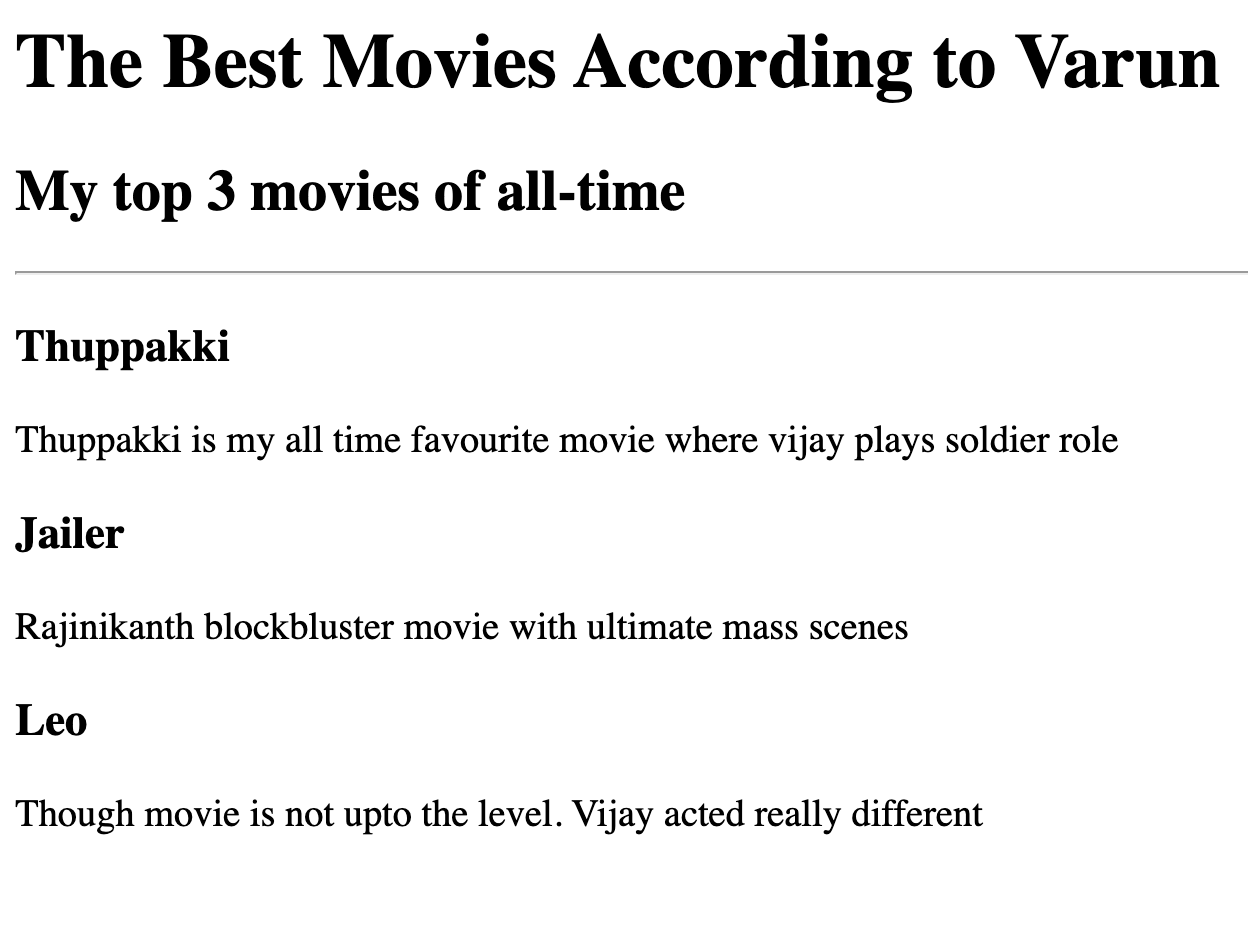 The Best Movies According to Varun
My top 3 movies of all-time
Thuppakki
Thuppakki is my all time favourite movie where vijay plays soldier role
Jailer
Rajinikanth blockbluster movie with ultimate mass scenes
Leo
Though movie is not upto the level. Vijay acted really different